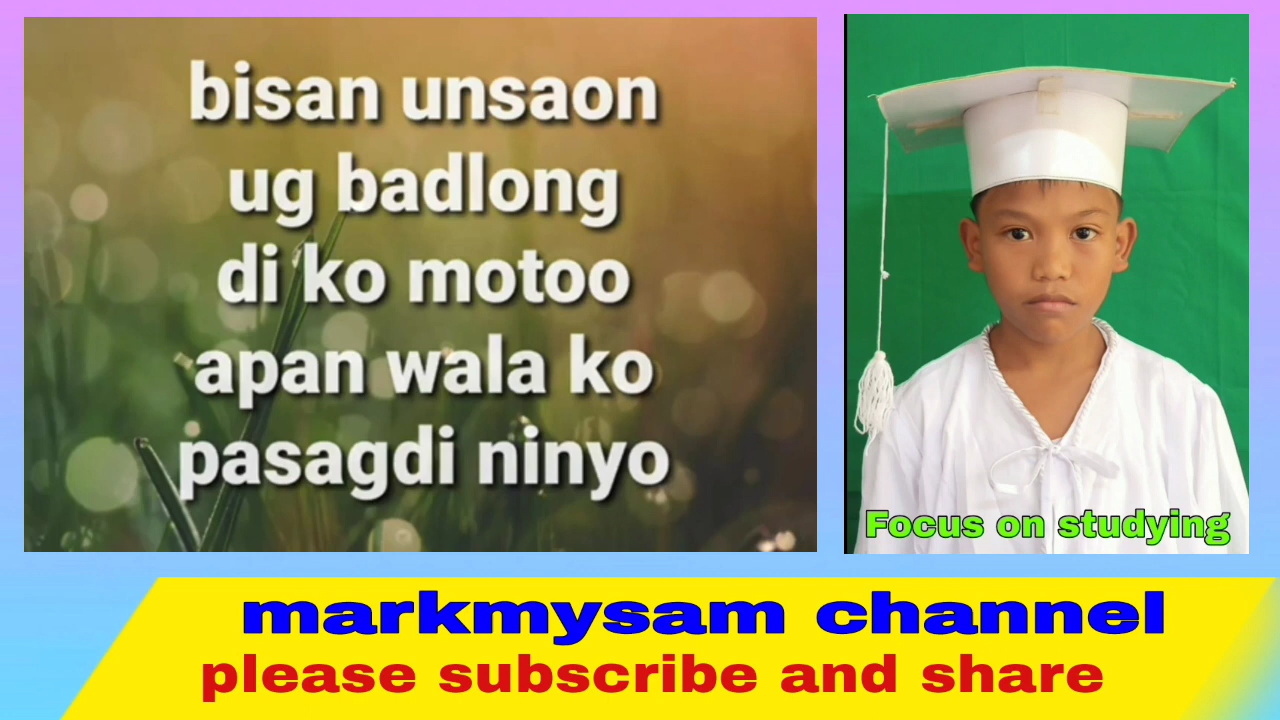 bisan unsaon
ug badlong
di ko motoo
apan wala ko
pasagdi ninyo
Focus on studying
markmysam channel
please subscribe and share